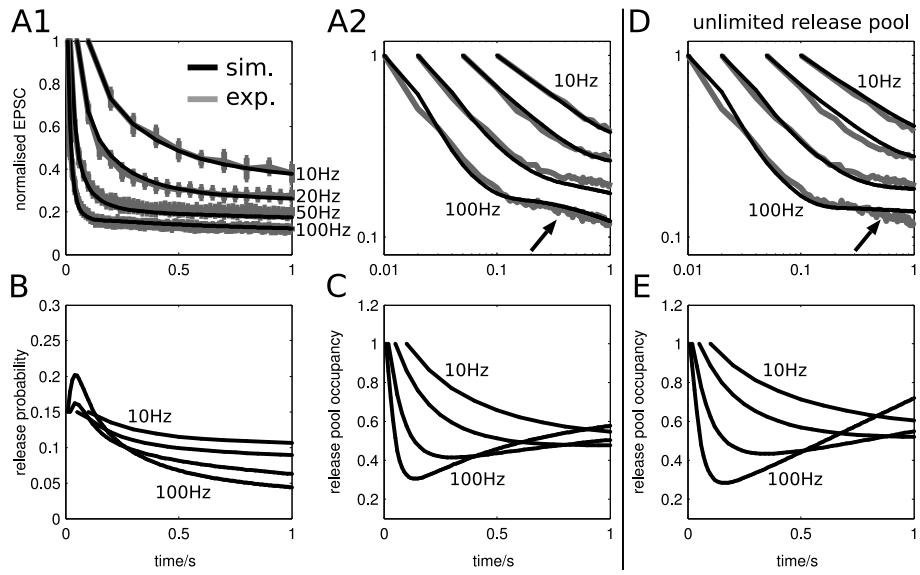 A1
A2
D
unlimited release pool
normalised EPSC
1
0.8
0.6
0.4
0.2
0
0
0.5
1
sim.
exp.
10Hz
20Hz
50Hz
100Hz
1
0.1
0.01
0.1
1
10Hz
100Hz
1
0.1
0.01
0.1
1
10Hz
100Hz
B
C
E
release probability
0.3
0.25
0.2
0.15
0.1
0.05
0
0
0.5
1
time/s
10Hz
100Hz
release pool occupancy
1.2
1
0.8
0.6
0.4
0.2
0
0.5
1
time/s
10Hz
100Hz
release pool occupancy
1.2
1
0.8
0.6
0.4
0.2
0
0.5
1
time/s
10Hz
100Hz